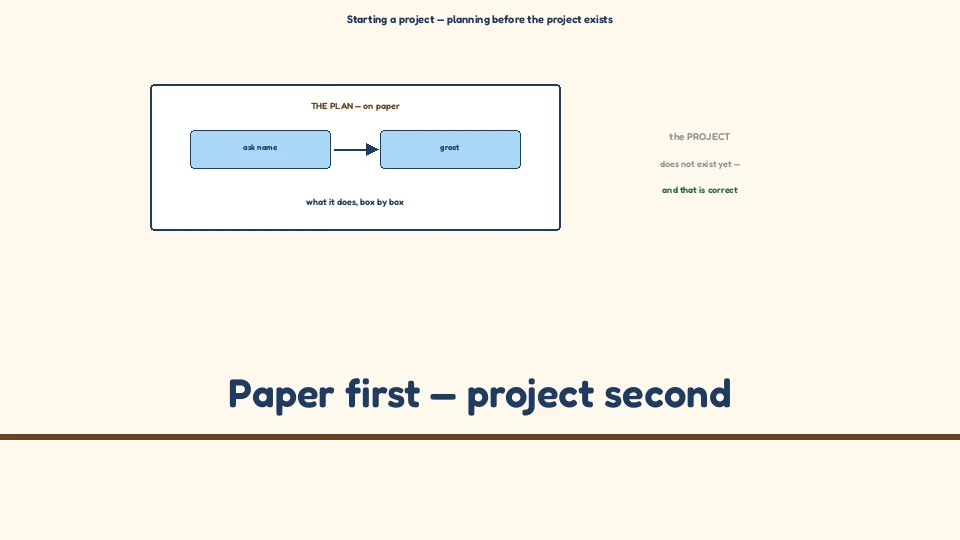 Starting a project — planning before the project exists
THE PLAN — on paper
ask name
greet
what it does, box by box
the PROJECT
does not exist yet —
and that is correct
Paper first — project second